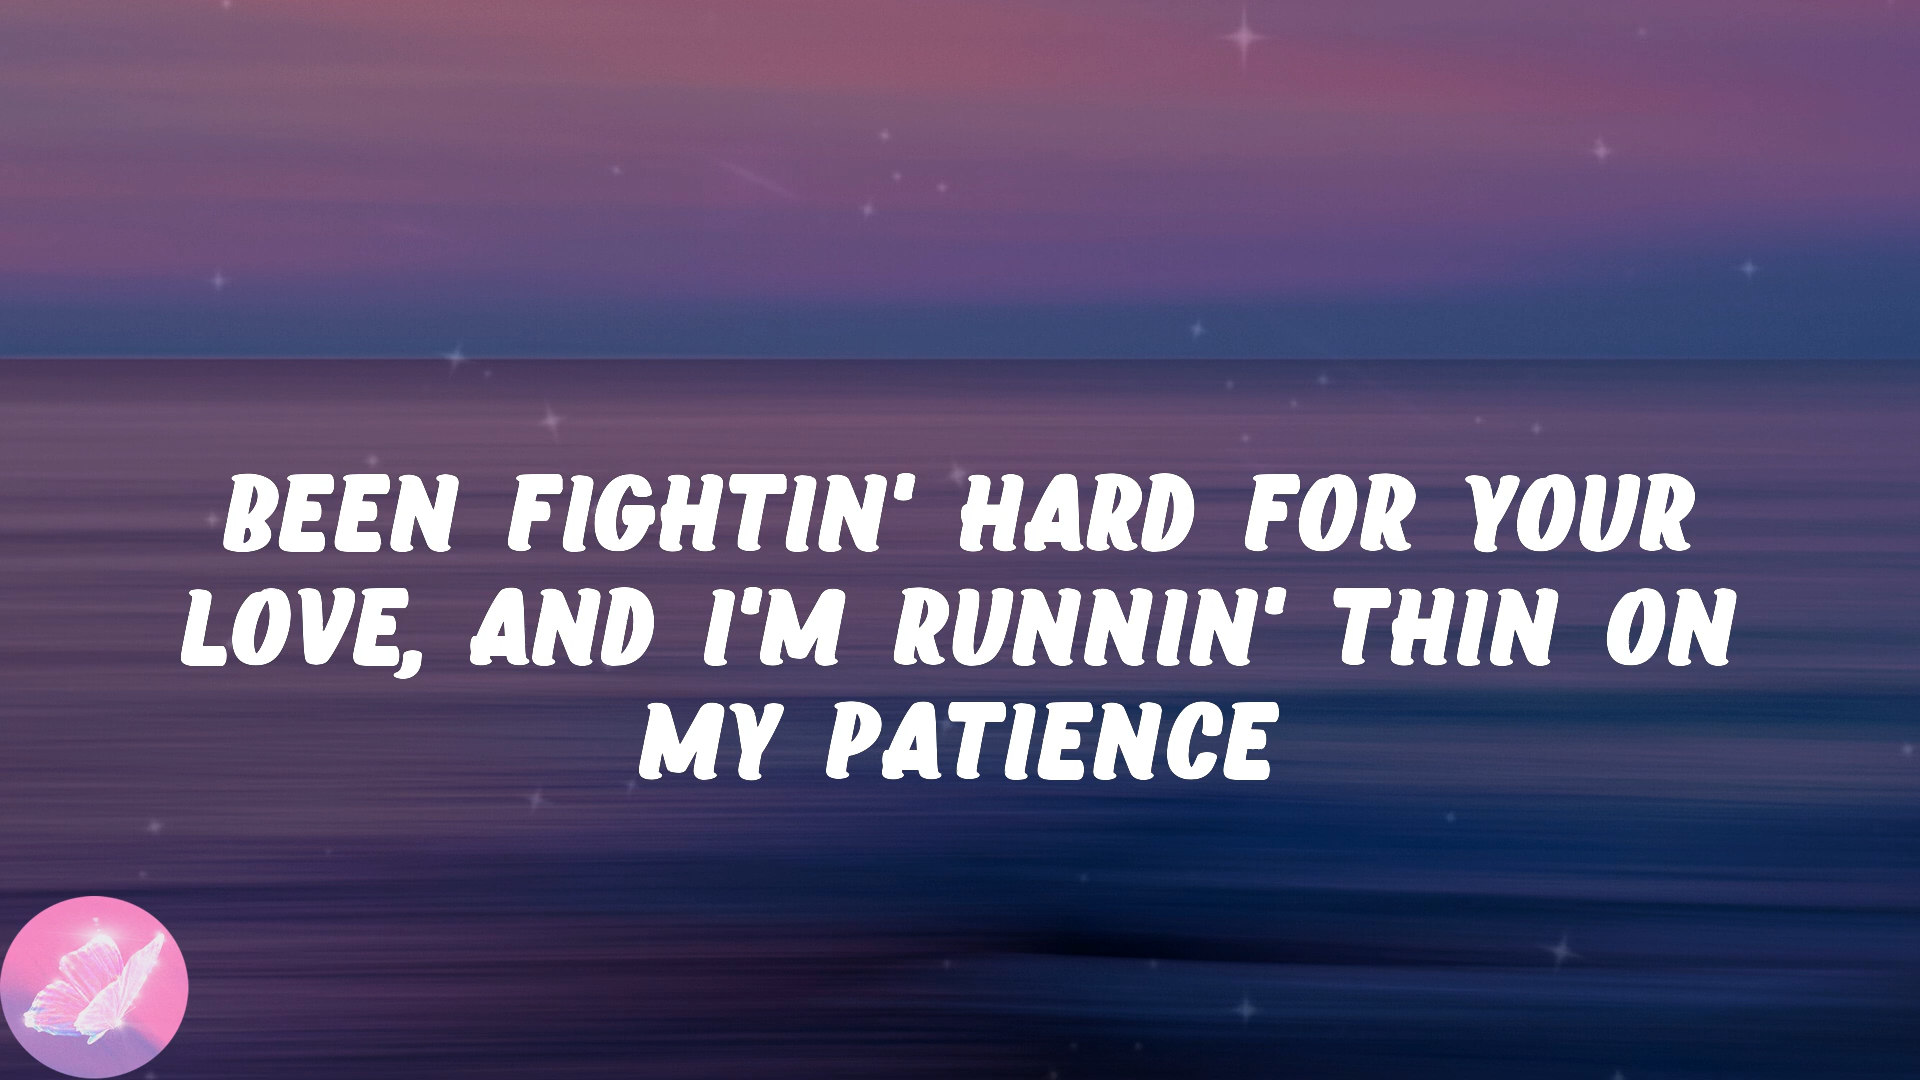 BEEN FIGHTIN' HARD FOR YOUR
LOVE, AND I'M RUNNIN' THIN ON
MY PATIENCE